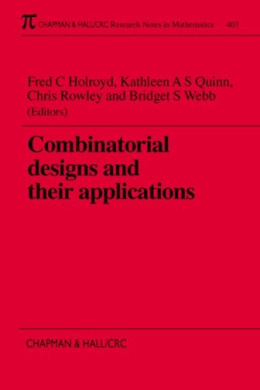 π CHAPMAN & HALL/CRC Research Notes in Mathematics 403
Fred C Holroyd, Kathleen A S Quinn,
Chris Rowley and Bridget S Webb
(Editors)
Combinatorial
designs and
their applications
CHAPMAN & HALL/CRC